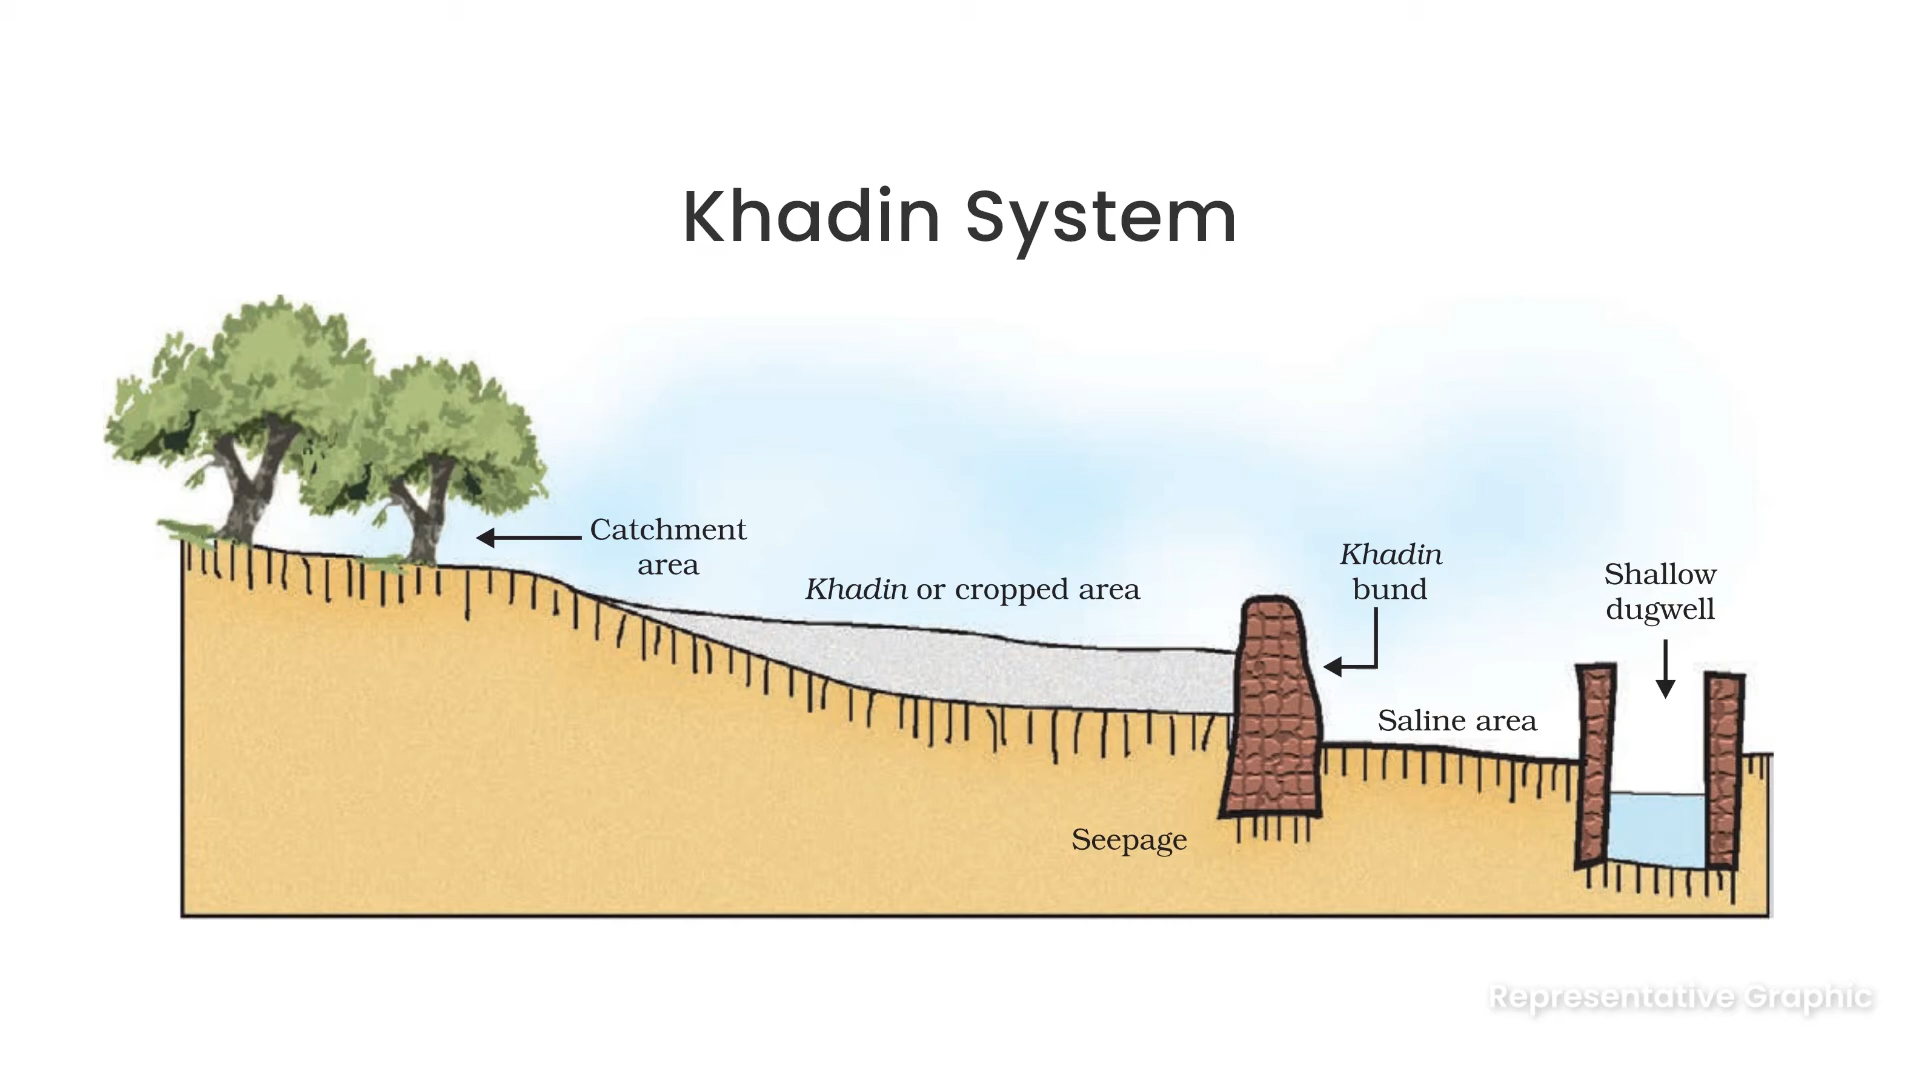 Khadin System
Catchment
area
Khadin or cropped area
Khadin
bund
Shallow
dugwell
Saline area
Seepage
Representative Graphic